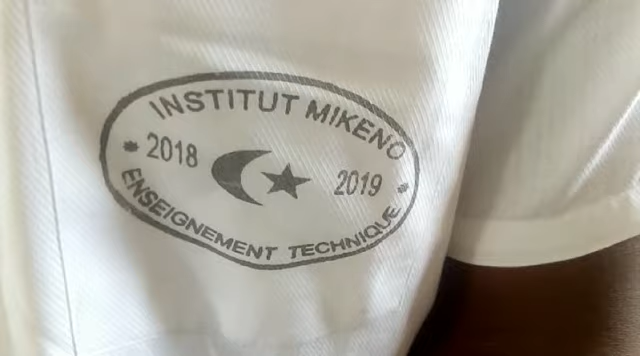 INSTITUT MIKENO
2018
2019
ENSEIGNEMENT TECHNIQUE